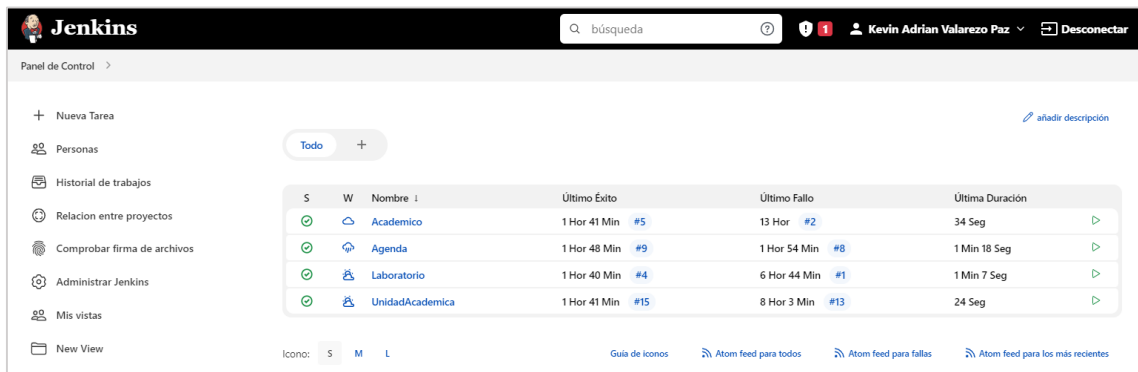 Jenkins
búsqueda
1
Kevin Adrian Valarezo Paz
Desconectar
Panel de Control
Nueva Tarea
Personas
Historial de trabajos
Relacion entre proyectos
Comprobar firma de archivos
Administrar Jenkins
Mis vistas
New View
añadir descripción
Todo +
S W Nombre ↓ Último Éxito Último Fallo Última Duración
Academico 1 Hor 41 Min #5 13 Hor #2 34 Seg
Agenda 1 Hor 48 Min #9 1 Hor 54 Min #8 1 Min 18 Seg
Laboratorio 1 Hor 40 Min #4 6 Hor 44 Min #1 1 Min 7 Seg
UnidadAcademica 1 Hor 41 Min #15 8 Hor 3 Min #13 24 Seg
Icono: S M L Guía de iconos Atom feed para todos Atom feed para fallas Atom feed para los más recientes